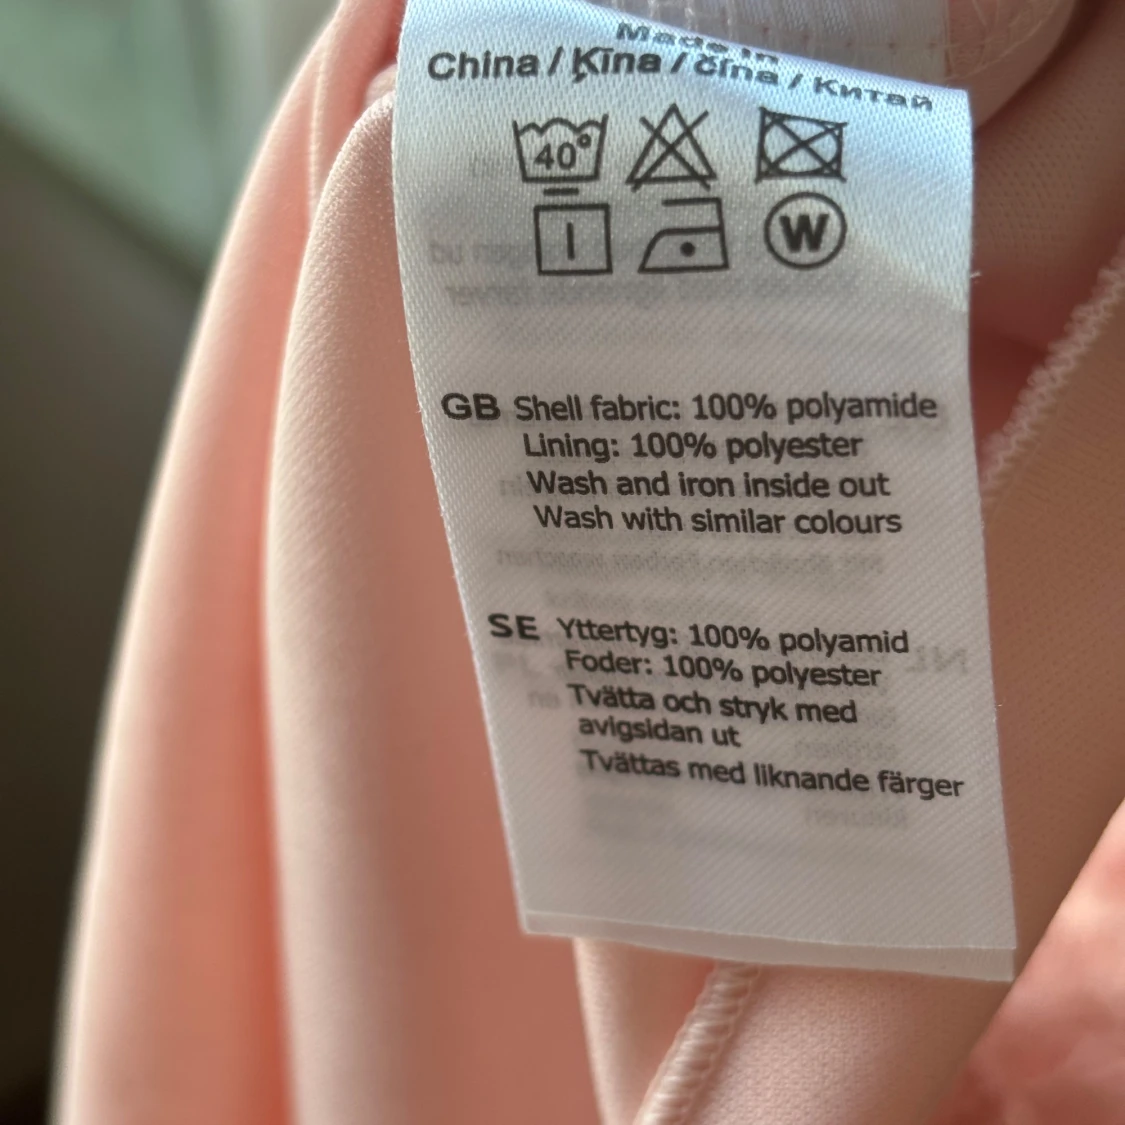 Made in
China / Ķīna / čína / Китай
40°
W
GB Shell fabric: 100% polyamide
Lining: 100% polyester
Wash and iron inside out
Wash with similar colours
SE Yttertyg: 100% polyamid
Foder: 100% polyester
Tvätta och stryk med
avigsidan ut
Tvättas med liknande färger